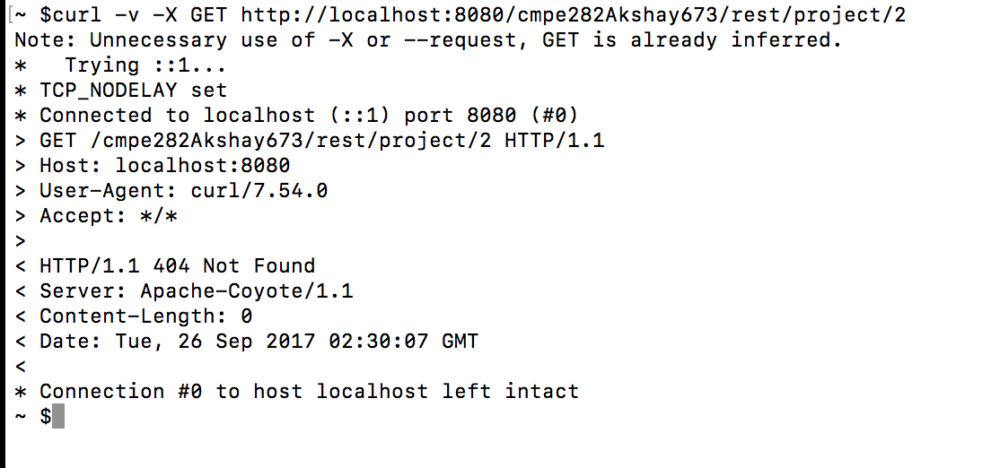 [~ $curl -v -X GET http://localhost:8080/cmpe282Akshay673/rest/project/2
Note: Unnecessary use of -X or --request, GET is already inferred.
*   Trying ::1...
* TCP_NODELAY set
* Connected to localhost (::1) port 8080 (#0)
> GET /cmpe282Akshay673/rest/project/2 HTTP/1.1
> Host: localhost:8080
> User-Agent: curl/7.54.0
> Accept: */*
>
< HTTP/1.1 404 Not Found
< Server: Apache-Coyote/1.1
< Content-Length: 0
< Date: Tue, 26 Sep 2017 02:30:07 GMT
<
* Connection #0 to host localhost left intact
~ $